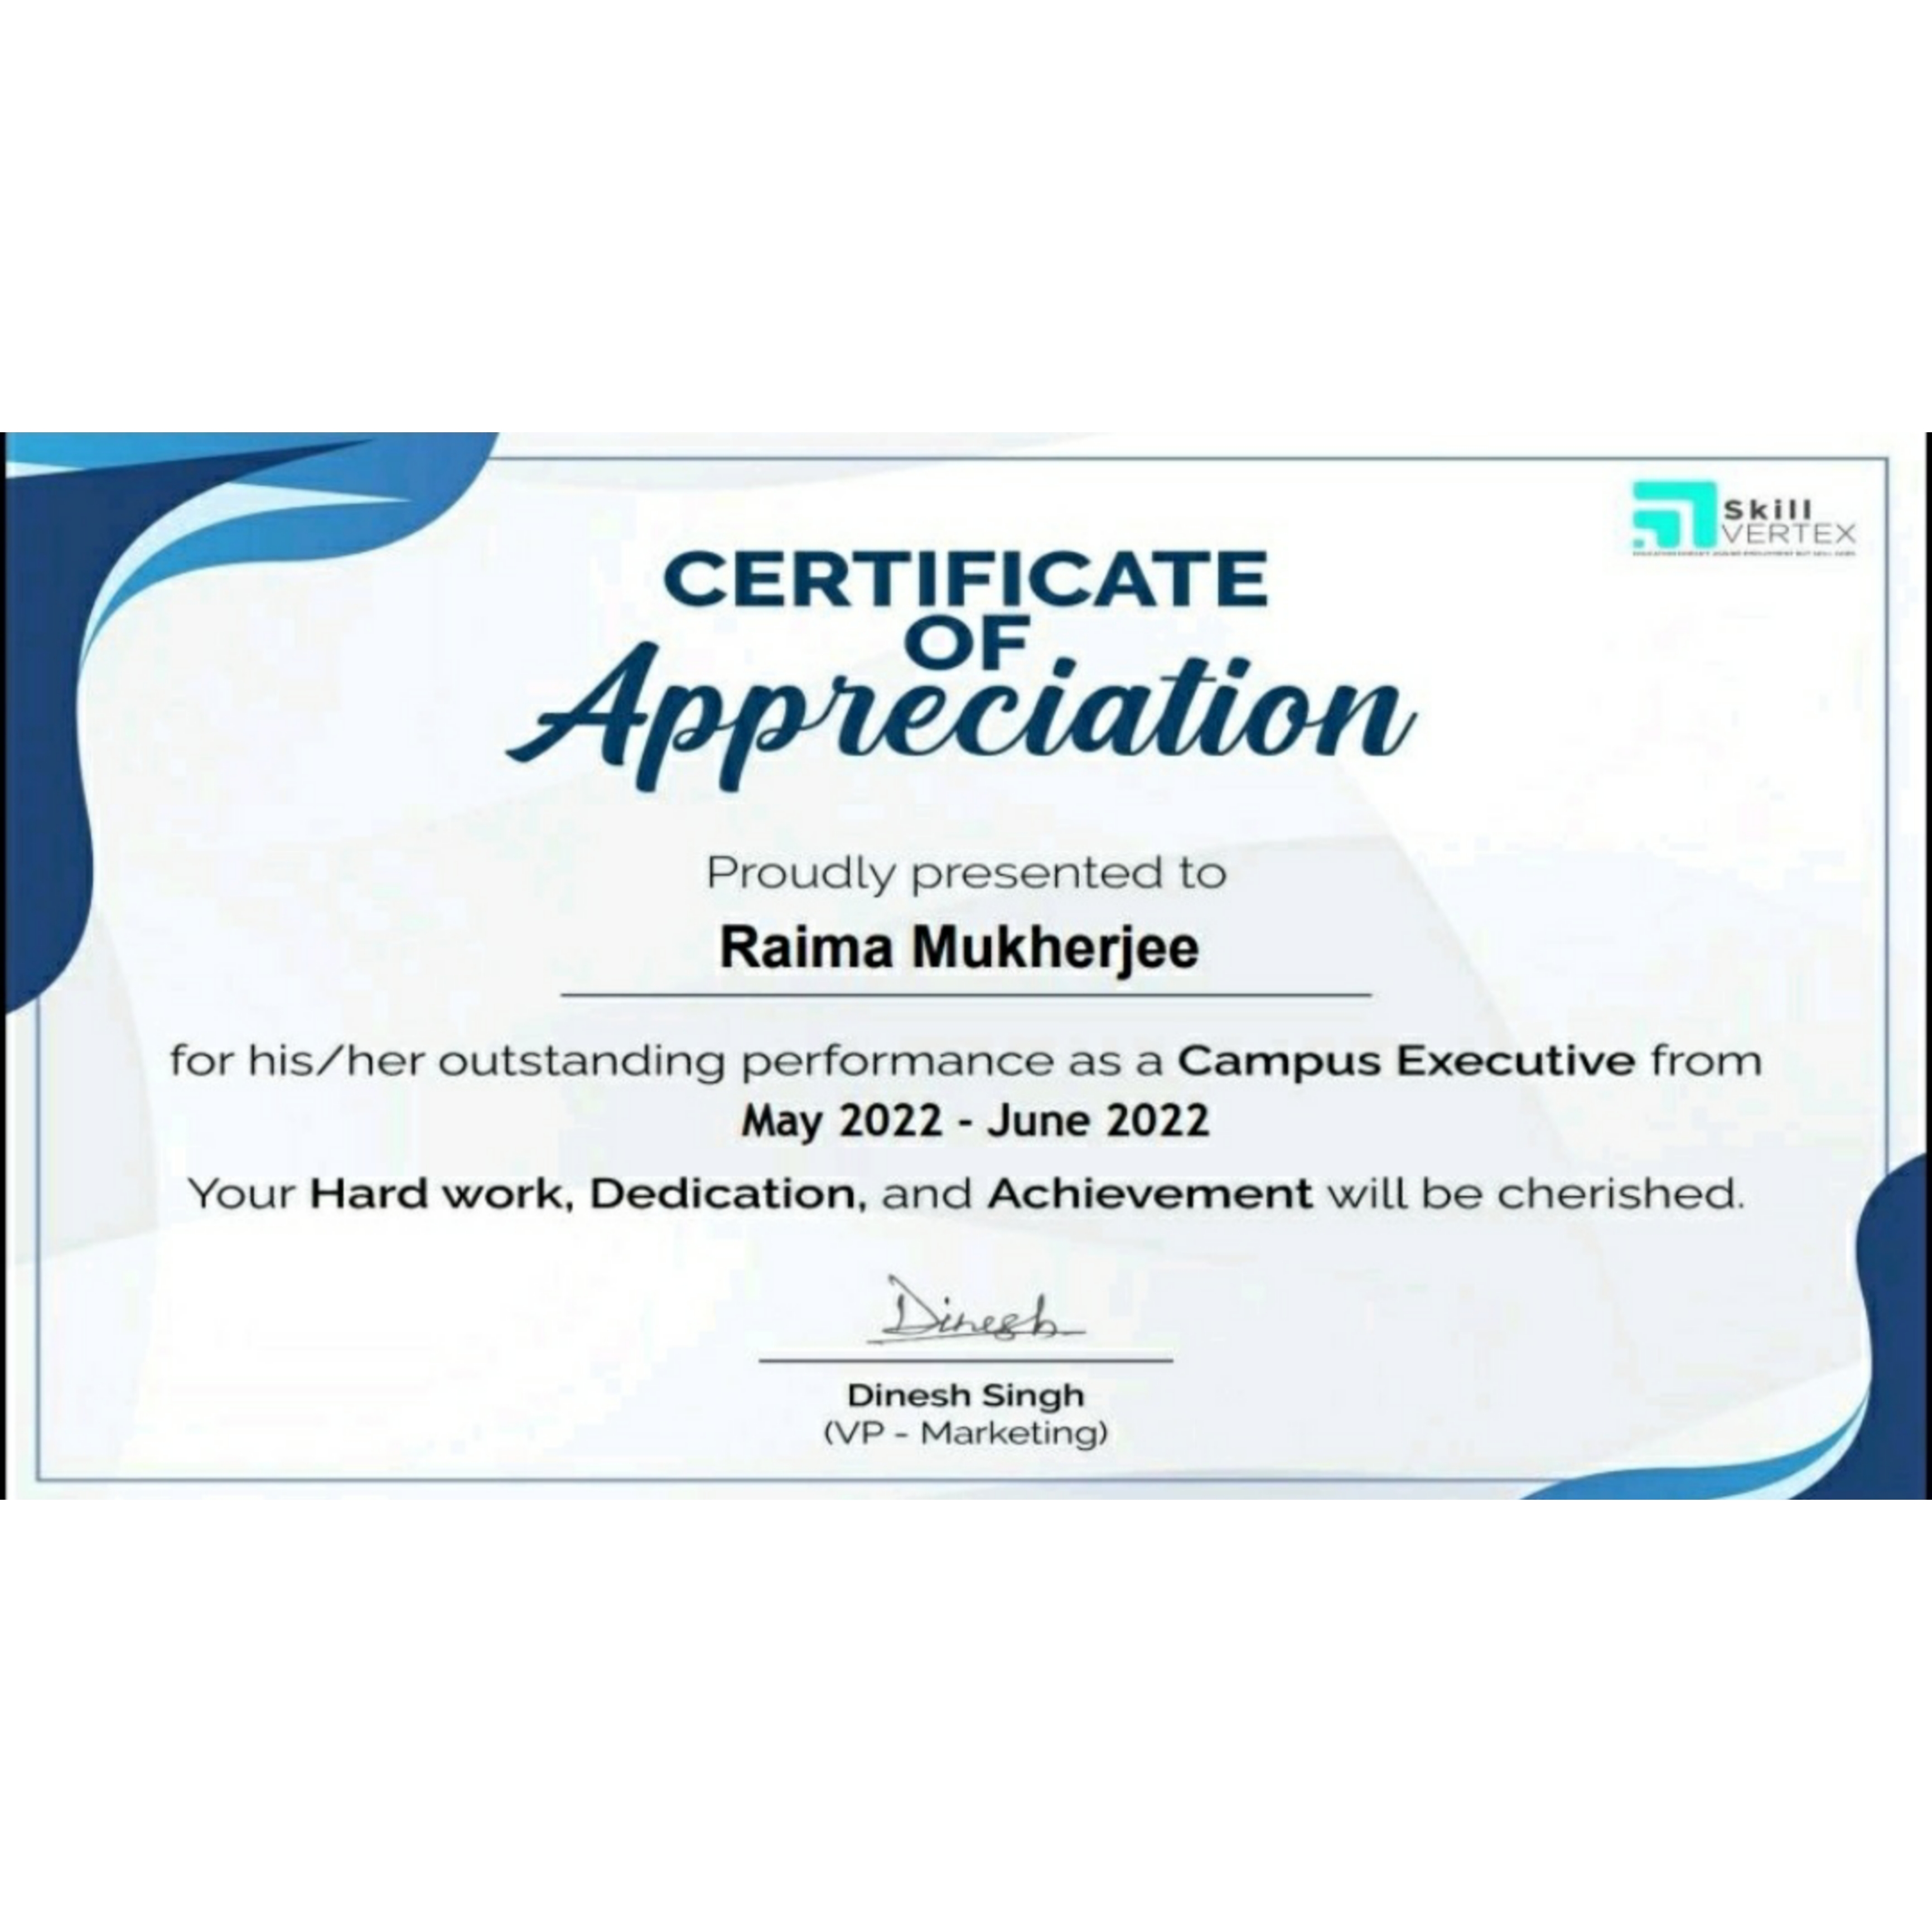 Skill
VERTEX
CERTIFICATE
OF
Appreciation
Proudly presented to
Raima Mukherjee
for his/her outstanding performance as a Campus Executive from
May 2022 - June 2022
Your Hard work, Dedication, and Achievement will be cherished.
Dinesh
Dinesh Singh
(VP - Marketing)